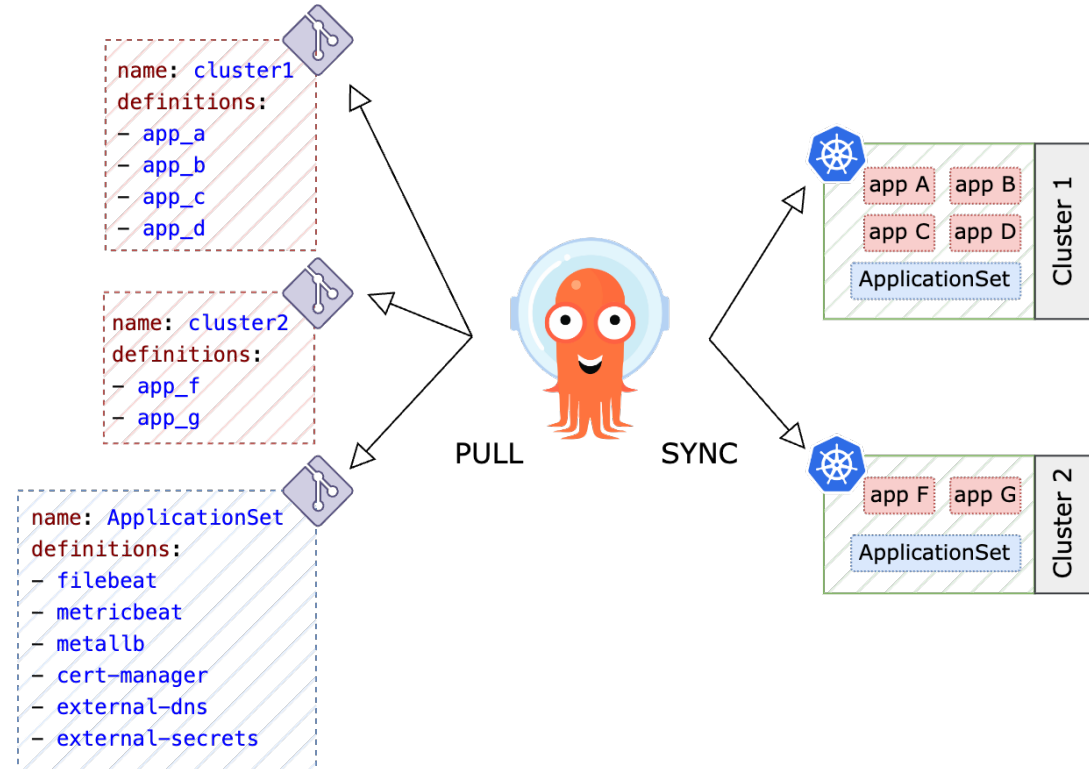 name: cluster1
definitions:
- app_a
- app_b
- app_c
- app_d
name: cluster2
definitions:
- app_f
- app_g
name: ApplicationSet
definitions:
- filebeat
- metricbeat
- metallb
- cert-manager
- external-dns
- external-secrets
PULL
SYNC
app A
app B
app C
app D
ApplicationSet
Cluster 1
app F
app G
ApplicationSet
Cluster 2